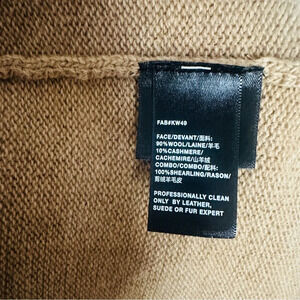 FAB#KW49
FACE/DEVANT/面料:
90%WOOL/LAINE/羊毛
10%CASHMERE/
CACHEMIRE/山羊绒
COMBO/COMBO/配料:
100%SHEARLING/RASON/
剪绒羊毛皮
PROFESSIONALLY CLEAN
ONLY BY LEATHER,
SUEDE OR FUR EXPERT